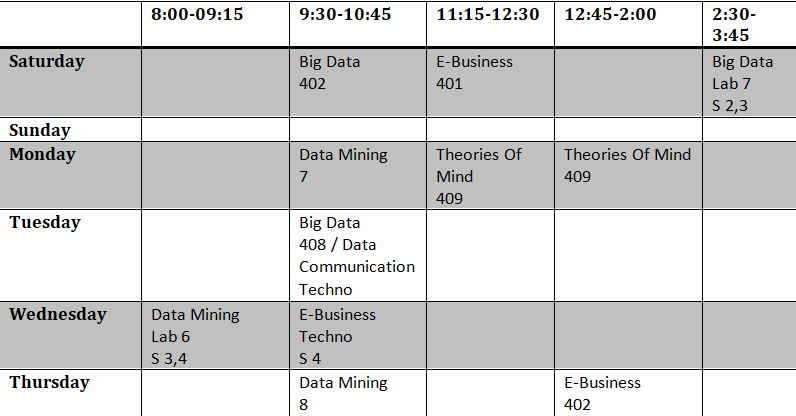 8:00-09:15 9:30-10:45 11:15-12:30 12:45-2:00 2:30-
3:45
Saturday Big Data E-Business Big Data
402 401 Lab 7
S 2,3
Sunday
Monday Data Mining Theories Of Theories Of Mind
7 Mind 409
409
Tuesday Big Data
408 / Data
Communication
Techno
Wednesday Data Mining E-Business
Lab 6 Techno
S 3,4 S 4
Thursday Data Mining E-Business
8 402